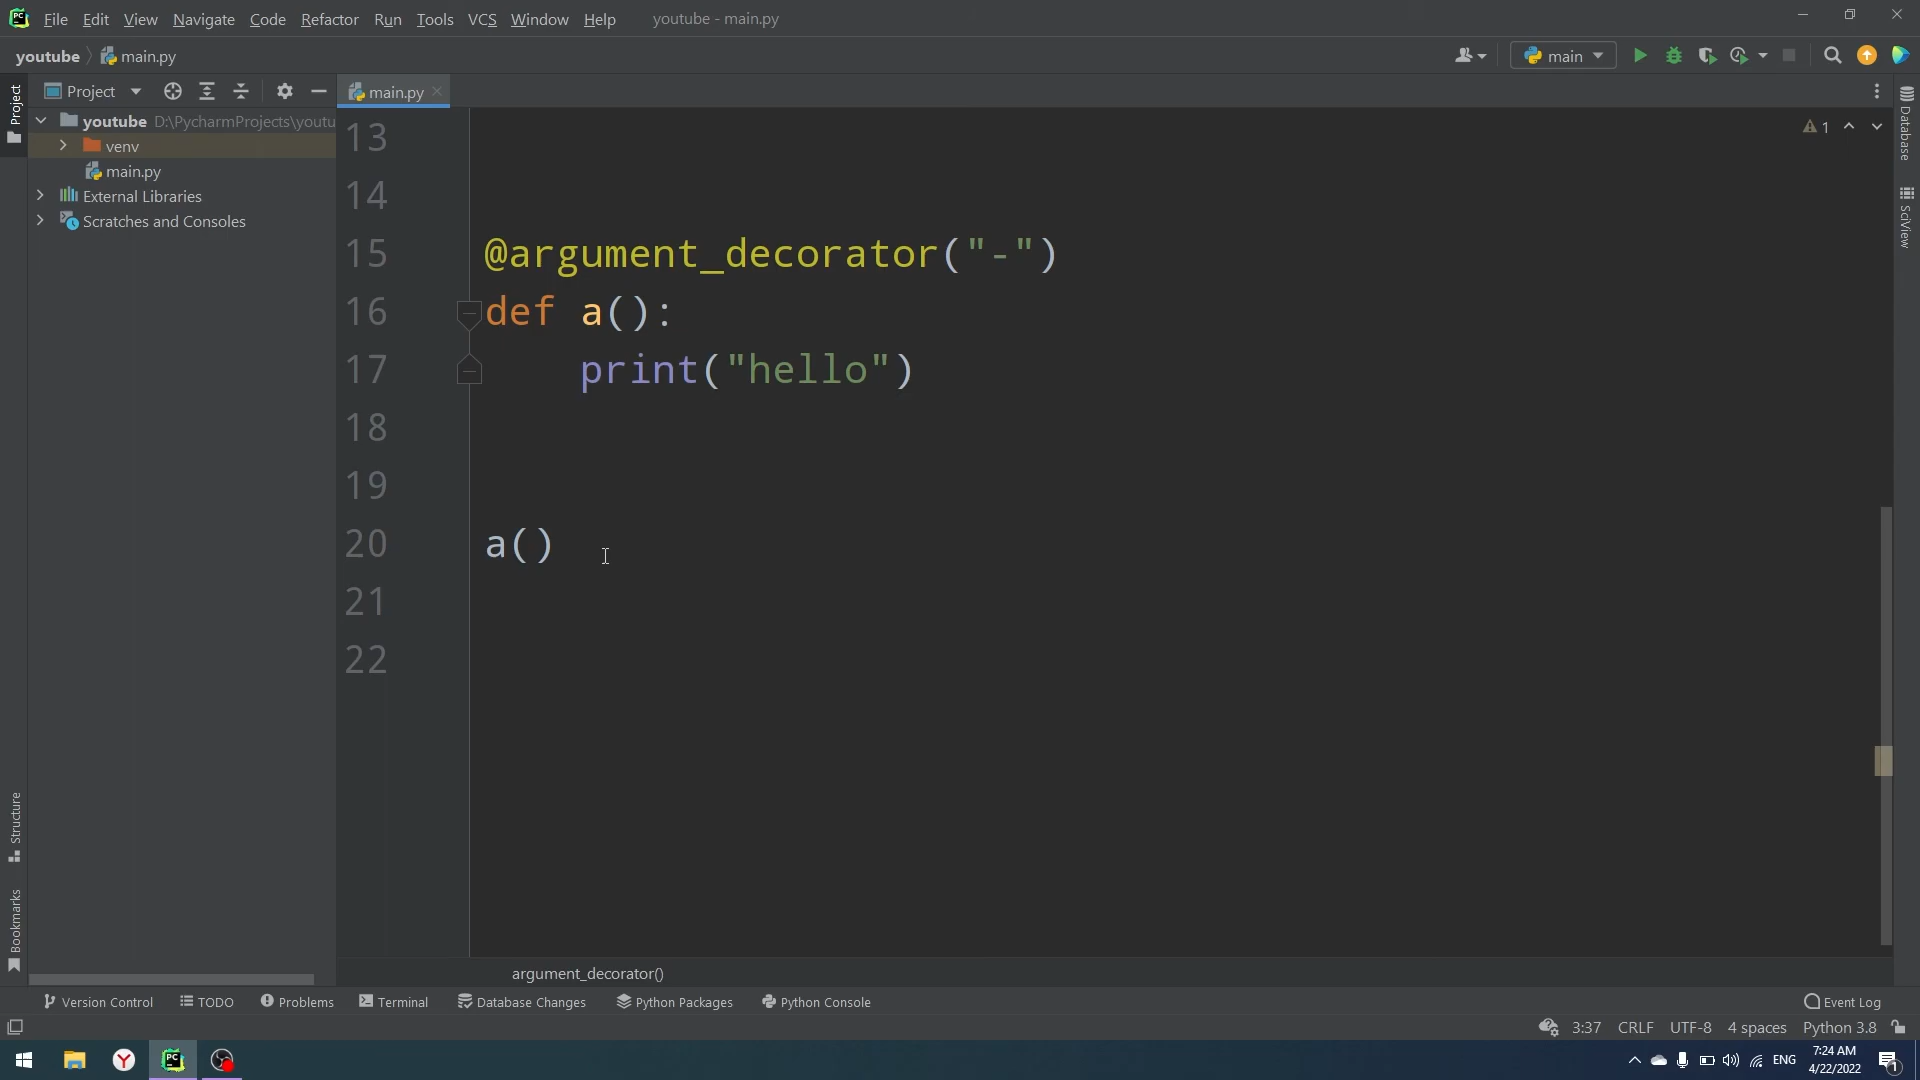 File Edit View Navigate Code Refactor Run Tools VCS Window Help youtube - main.py
youtube main.py
main
Project
main.py
Project
youtube D:\PycharmProjects\youtu
venv
main.py
External Libraries
Scratches and Consoles
1
Database
SciView
13
14
15 @argument_decorator("-")
16 def a():
17 print("hello")
18
19
20 a()
21
22
Structure
Bookmarks
argument_decorator()
Version Control TODO Problems Terminal Database Changes Python Packages Python Console Event Log
3:37 CRLF UTF-8 4 spaces Python 3.8
ENG 7:24 AM
4/22/2022
1